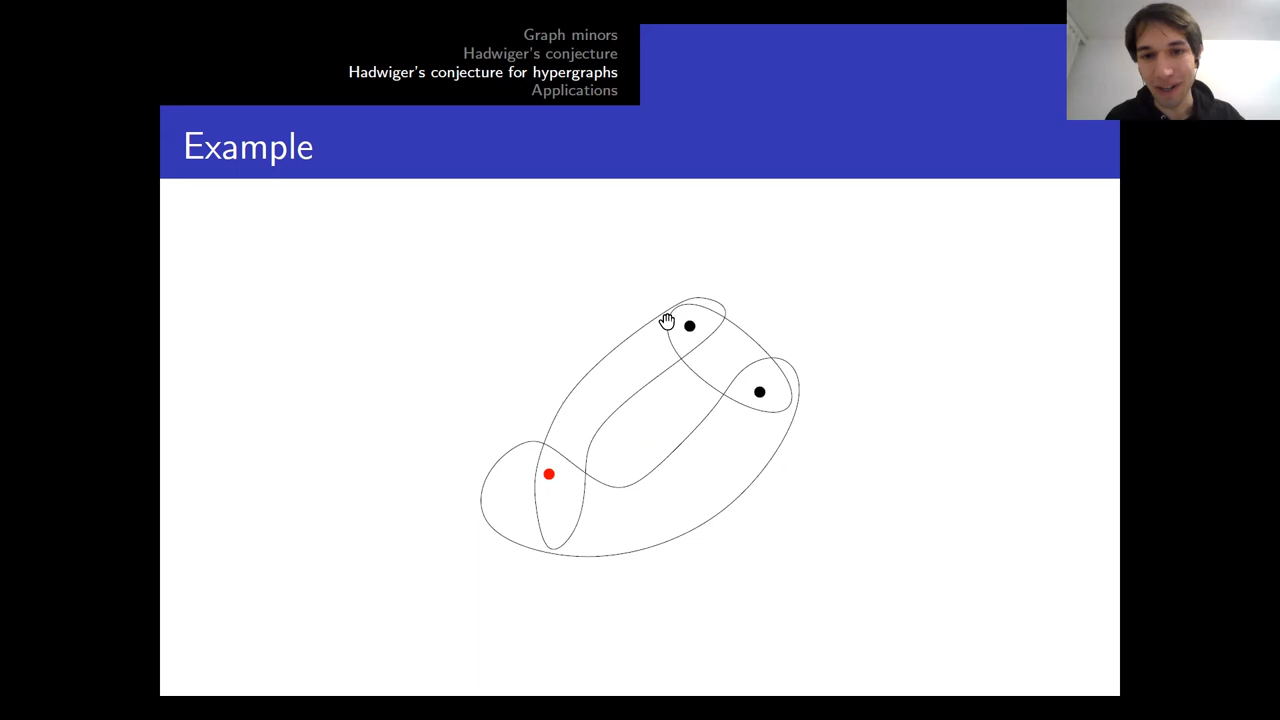 Graph minors
Hadwiger's conjecture
Hadwiger's conjecture for hypergraphs
Applications
Example